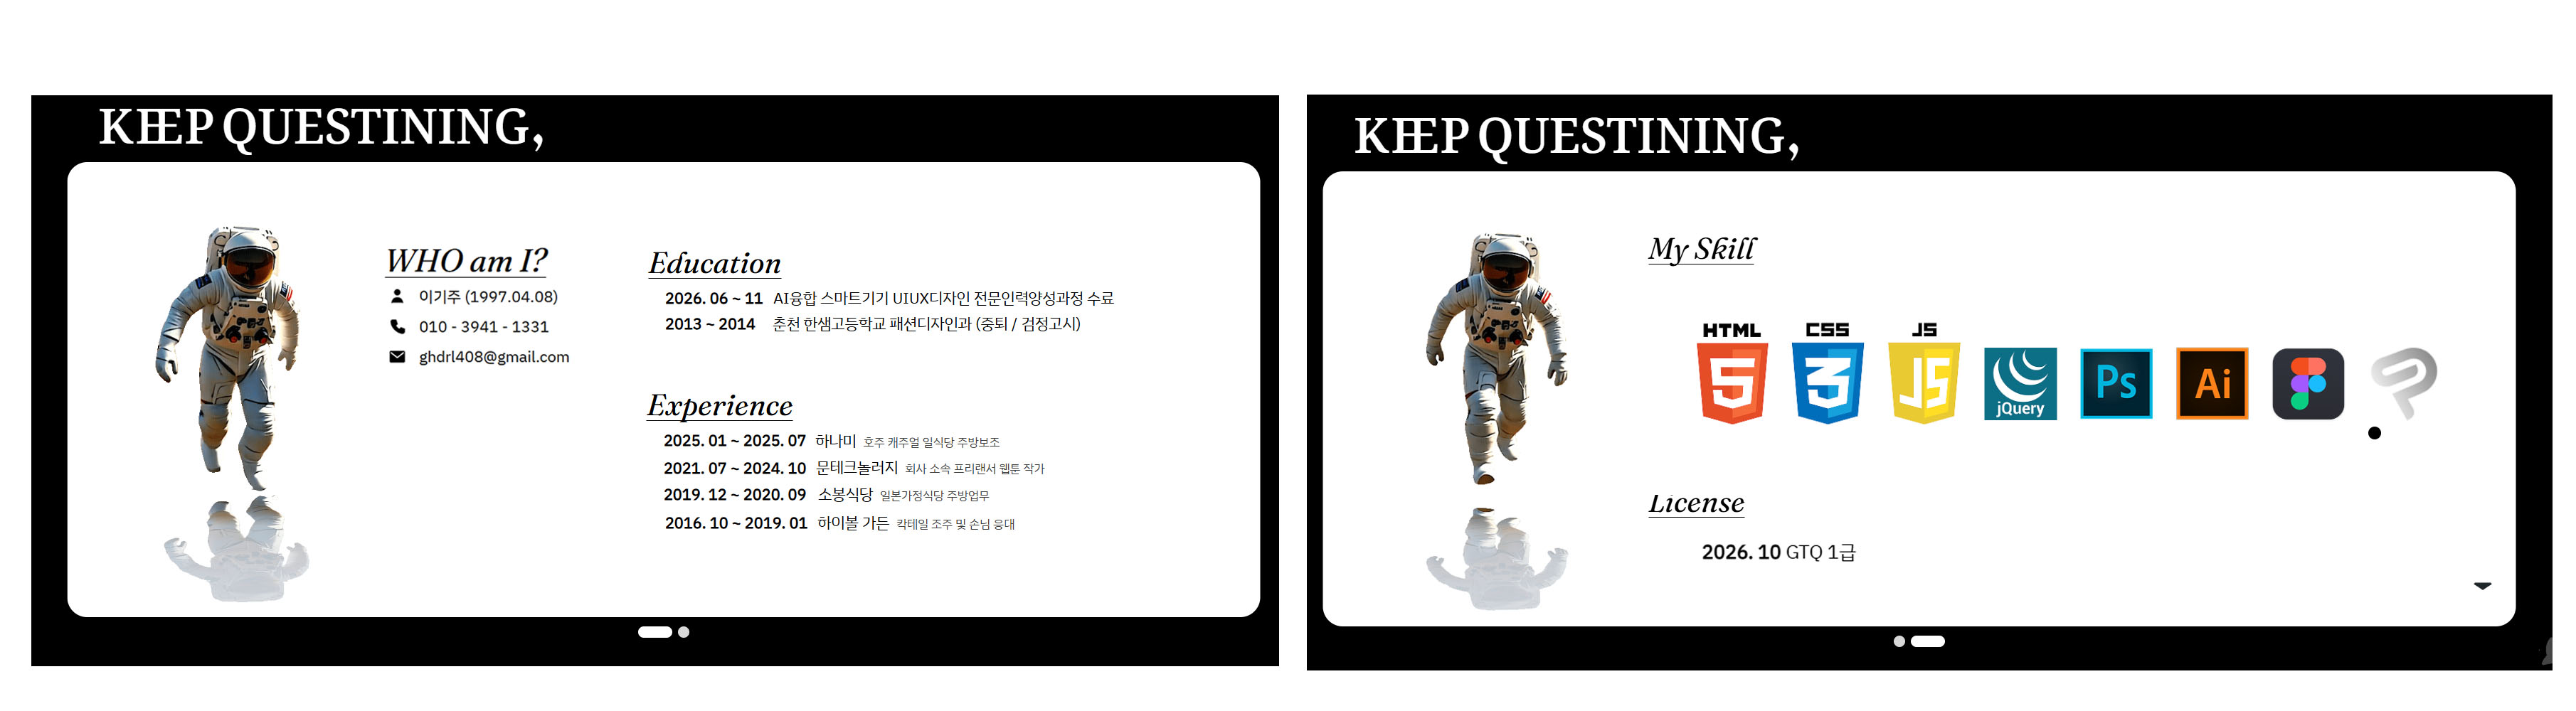 KEEP QUESTINING,
WHO am I?
이기주 (1997.04.08)
010 - 3941 - 1331
ghdrl408@gmail.com
Education
2026. 06 ~ 11 AI융합 스마트기기 UIUX디자인 전문인력양성과정 수료
2013 ~ 2014 춘천 한샘고등학교 패션디자인과 (중퇴 / 검정고시)
Experience
2025. 01 ~ 2025. 07 하나미 호주 캐주얼 일식당 주방보조
2021. 07 ~ 2024. 10 문테크놀러지 회사 소속 프리랜서 웹툰 작가
2019. 12 ~ 2020. 09 소봉식당 일본가정식당 주방업무
2016. 10 ~ 2019. 01 하이볼 가든 칵테일 조주 및 손님 응대
KEEP QUESTINING,
My Skill
HTML 5
CSS 3
JS JS
jQuery
Ps
Ai
License
2026. 10 GTQ 1급